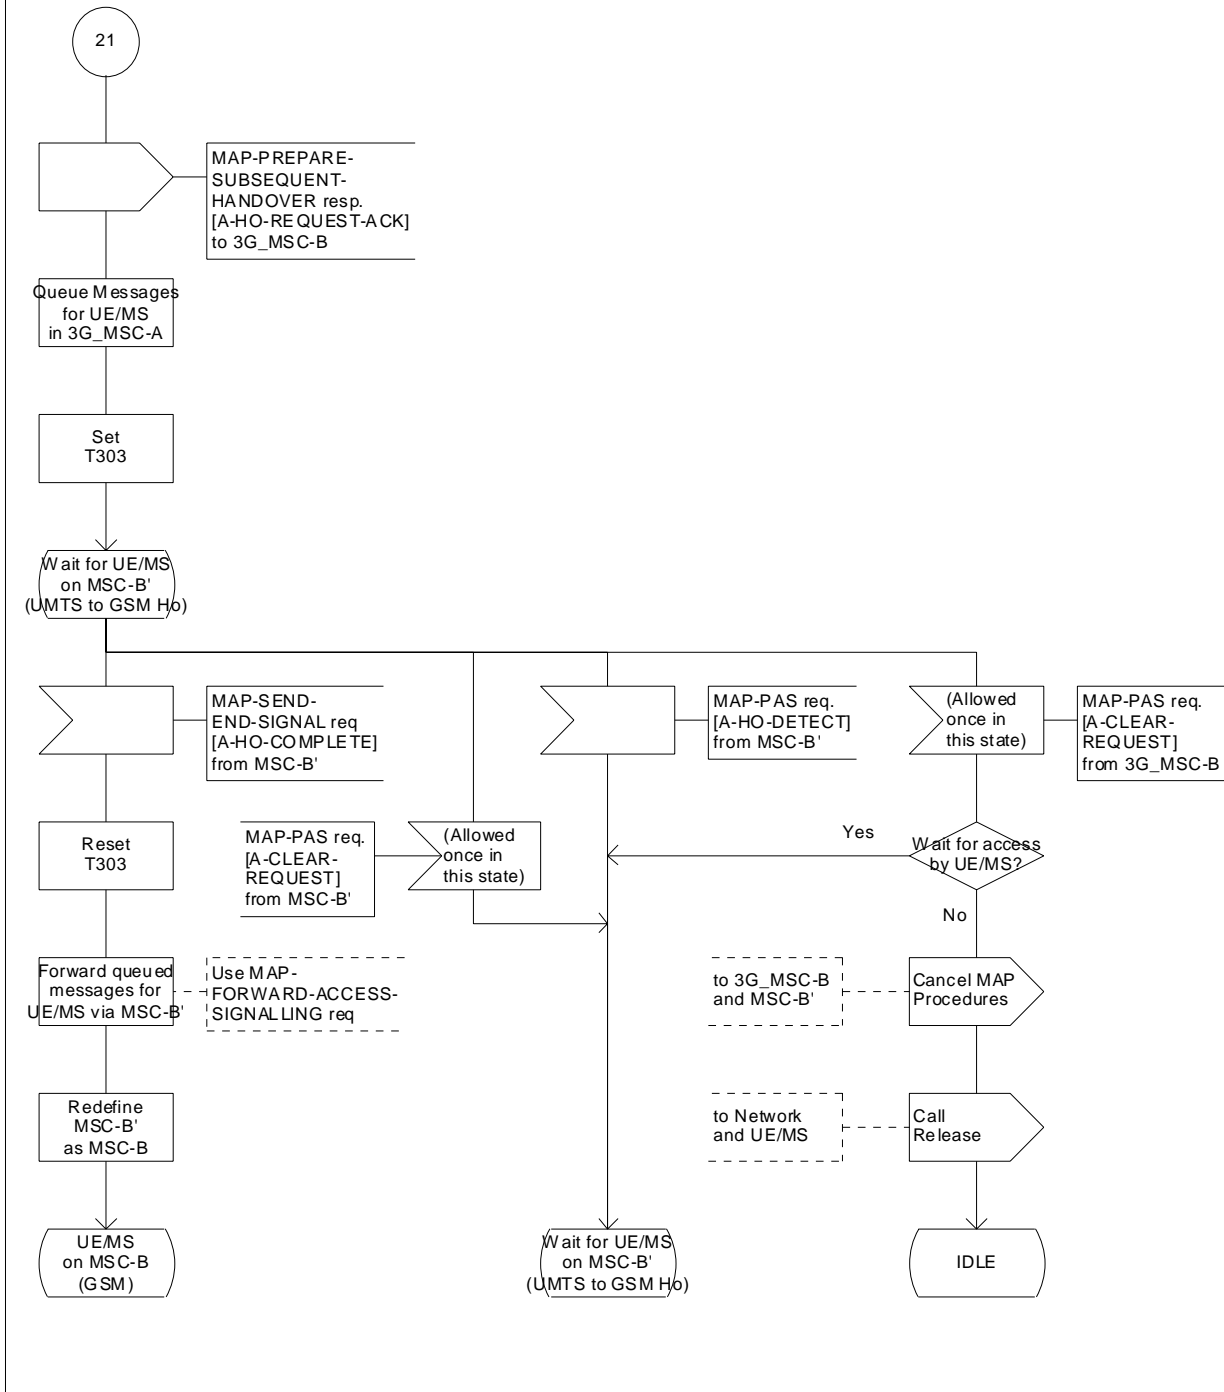 21
MAP-PREPARE-
SUBSEQUENT-
HANDOVER resp.
[A-HO-REQUEST-ACK]
to 3G_MSC-B
Queue Messages
for UE/MS
in 3G_MSC-A
Set
T303
Wait for UE/MS
on MSC-B'
(UMTS to GSM Ho)
MAP-SEND-
END-SIGNAL req
[A-HO-COMPLETE]
from MSC-B'
MAP-PAS req.
[A-HO-DETECT]
from MSC-B'
(Allowed
once in
this state)
MAP-PAS req.
[A-CLEAR-
REQUEST]
from 3G_MSC-B
Reset
T303
MAP-PAS req.
[A-CLEAR-
REQUEST]
from MSC-B'
(Allowed
once in
this state)
Yes
Wait for access
by UE/MS?
No
Forward queued
messages for
UE/MS via MSC-B'
Use MAP-
FORWARD-ACCESS-
SIGNALLING req
to 3G_MSC-B
and MSC-B'
Cancel MAP
Procedures
Redefine
MSC-B'
as MSC-B
to Network
and UE/MS
Call
Release
UE/MS
on MSC-B
(GSM)
Wait for UE/MS
on MSC-B'
(UMTS to GSM Ho)
IDLE